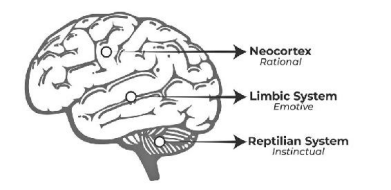 Neocortex
Rational
Limbic System
Emotive
Reptilian System
Instinctual